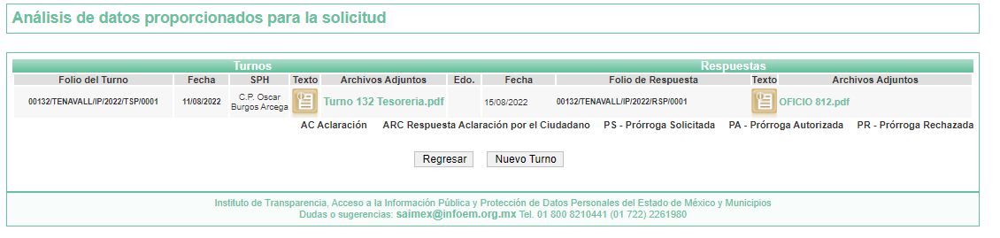 Análisis de datos proporcionados para la solicitud
Turnos Respuestas
Folio del Turno Fecha SPH Texto Archivos Adjuntos Edo. Fecha Folio de Respuesta Texto Archivos Adjuntos
00132/TENAVALL/IP/2022/TSP/0001 11/08/2022 C.P. Oscar Burgos Arcega Turno 132 Tesoreria.pdf 15/08/2022 00132/TENAVALL/IP/2022/RSP/0001 OFICIO 812.pdf
AC Aclaración ARC Respuesta Aclaración por el Ciudadano PS - Prórroga Solicitada PA - Prórroga Autorizada PR - Prórroga Rechazada
Regresar Nuevo Turno
Instituto de Transparencia, Acceso a la Información Pública y Protección de Datos Personales del Estado de México y Municipios
Dudas o sugerencias: saimex@infoem.org.mx Tel. 01 800 8210441 (01 722) 2261980